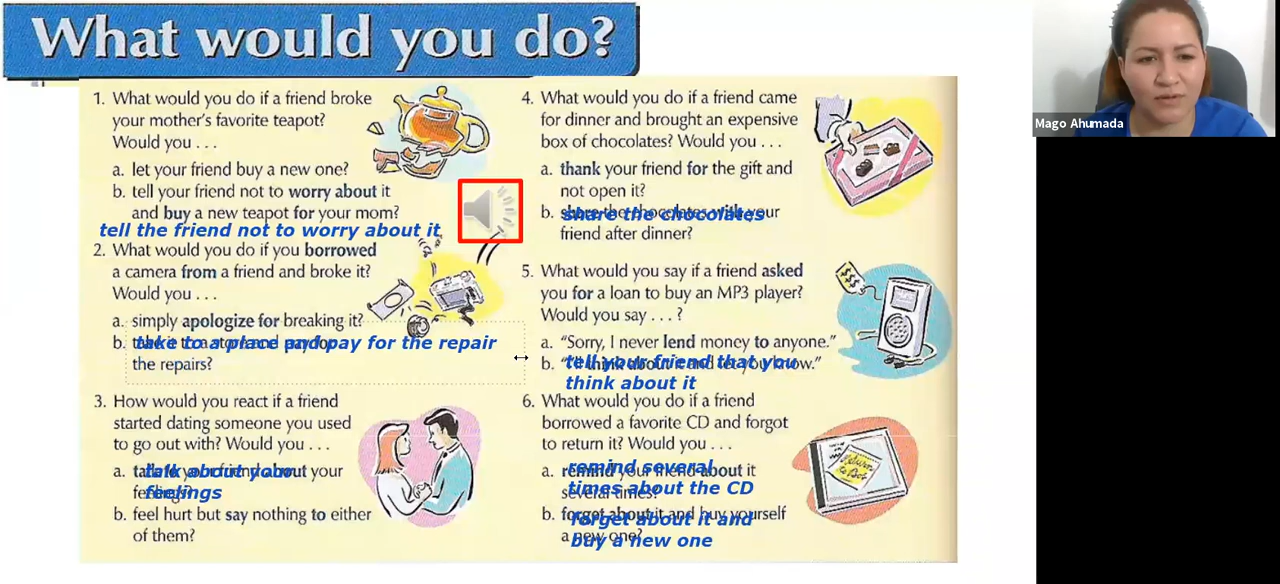 What would you do?
1. What would you do if a friend broke
your mother's favorite teapot?
Would you . . .
a. let your friend buy a new one?
b. tell your friend not to worry about it
and buy a new teapot for your mom?
tell the friend not to worry about it
2. What would you do if you borrowed
a camera from a friend and broke it?
Would you . . .
a. simply apologize for breaking it?
b.
take to a place and pay for the repair
the repairs?
3. How would you react if a friend
started dating someone you used
to go out with? Would you . . .
a. your
talk about your
feelings
b. feel hurt but say nothing to either
of them?
4. What would you do if a friend came
for dinner and brought an expensive
box of chocolates? Would you . . .
a. thank your friend for the gift and
not open it?
b. your
share the chocolates
friend after dinner?
5. What would you say if a friend asked
you for a loan to buy an MP3 player?
Would you say . . . ?
a. "Sorry, I never lend money to anyone."
b. know."
tell your friend that you
think about it
6. What would you do if a friend
borrowed a favorite CD and forgot
to return it? Would you . . .
a. your friend about it
remind several
times about the CD
b. buy yourself
forget about it and
buy a new one
Mago Ahumada